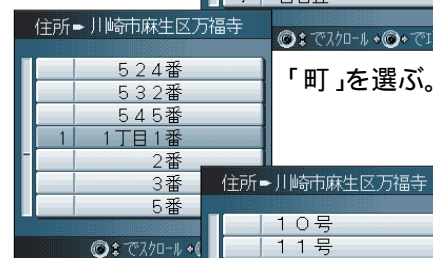 住所➨川崎市麻生区万福寺
524番
532番
545番
1 1丁目1番
2番
3番
5番
でスクロール
でスクロール
「町」を選ぶ。
住所➨川崎市麻生区万福寺
10号
11号